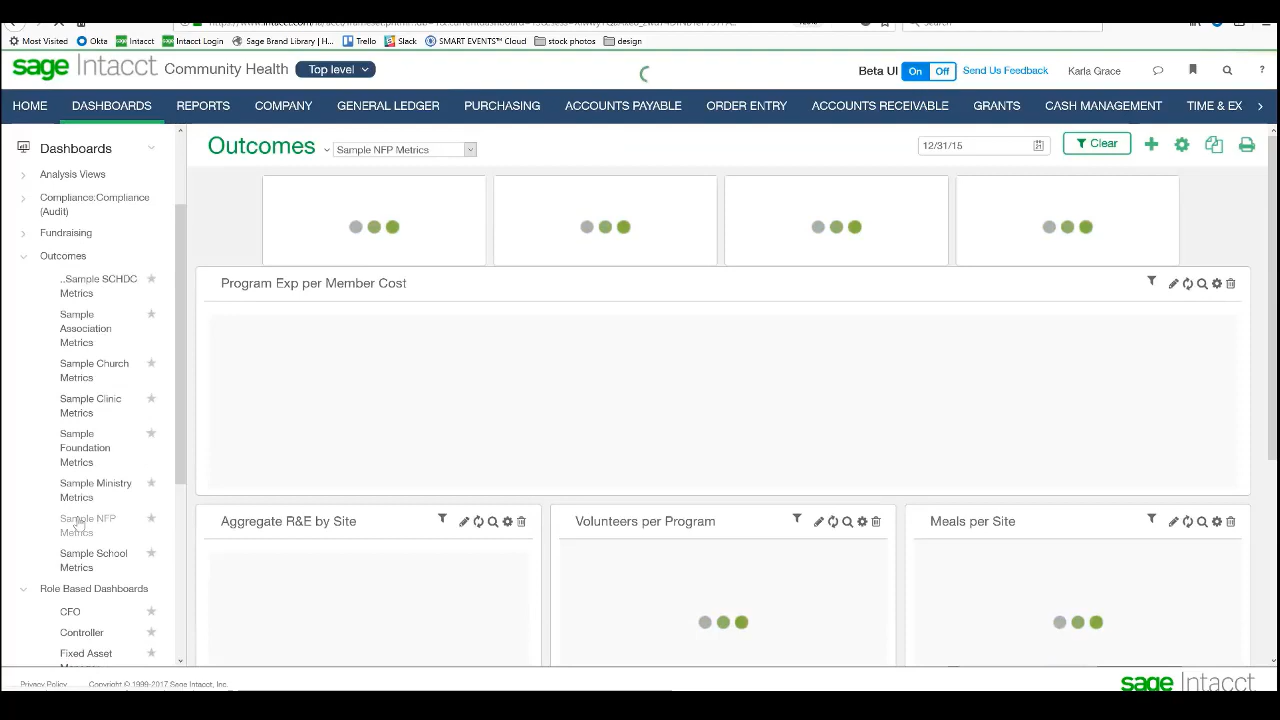 Most Visited Okta Intacct Intacct Login Sage Brand Library | H... Trello Slack SMART EVENTS™ Cloud stock photos design
sage Intacct Community Health Top level Beta UI On Off Send Us Feedback Karla Grace ?
HOME DASHBOARDS REPORTS COMPANY GENERAL LEDGER PURCHASING ACCOUNTS PAYABLE ORDER ENTRY ACCOUNTS RECEIVABLE GRANTS CASH MANAGEMENT TIME & EX
Dashboards
Analysis Views
Compliance:Compliance
(Audit)
Fundraising
Outcomes
..Sample SCHDC
Metrics
Sample
Association
Metrics
Sample Church
Metrics
Sample Clinic
Metrics
Sample
Foundation
Metrics
Sample Ministry
Metrics
Sample NFP
Metrics
Sample School
Metrics
Role Based Dashboards
CFO
Controller
Fixed Asset
Outcomes Sample NFP Metrics 12/31/15 Clear
Program Exp per Member Cost
Aggregate R&E by Site Volunteers per Program Meals per Site
Privacy Policy Copyright © 1999-2017 Sage Intacct, Inc. sage Intacct